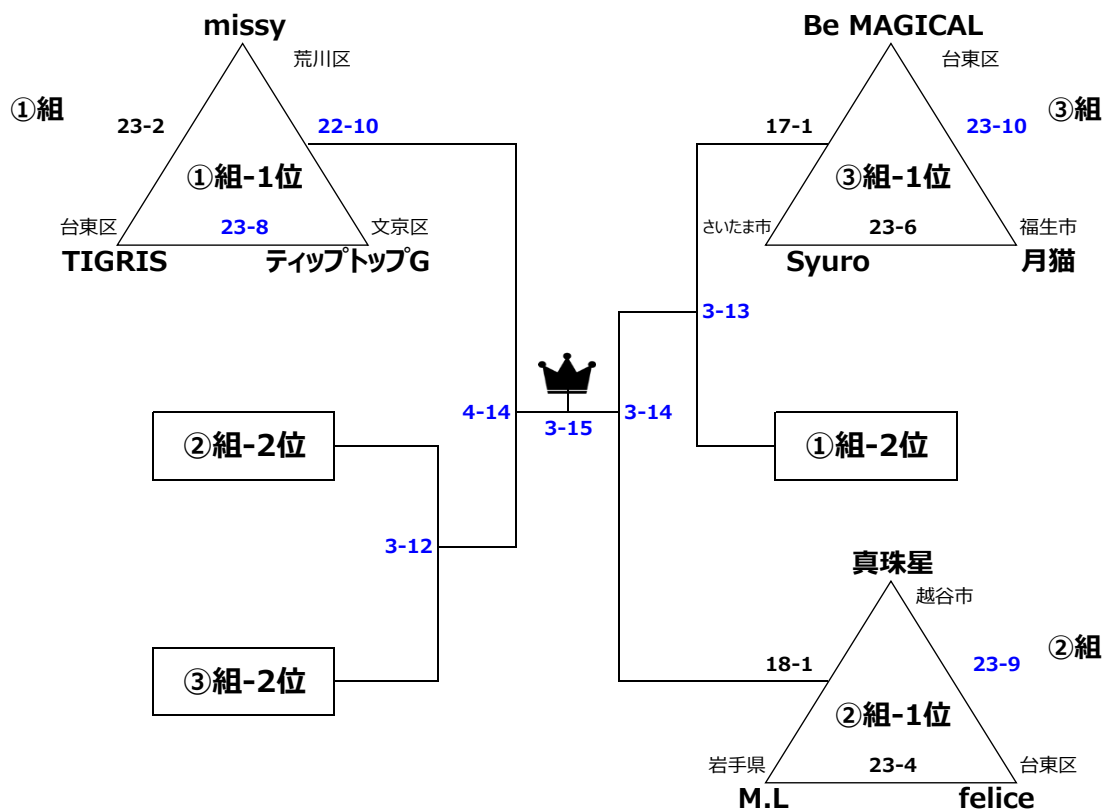 missy
荒川区
①組
23-2
22-10
①組-1位
台東区
23-8
文京区
TIGRIS
ティップトップG
Be MAGICAL
台東区
③組
17-1
23-10
③組-1位
さいたま市
23-6
福生市
Syuro
月猫
3-13
②組-2位
4-14
3-15
3-14
①組-2位
3-12
③組-2位
真珠星
越谷市
②組
18-1
23-9
②組-1位
岩手県
23-4
台東区
M.L
felice